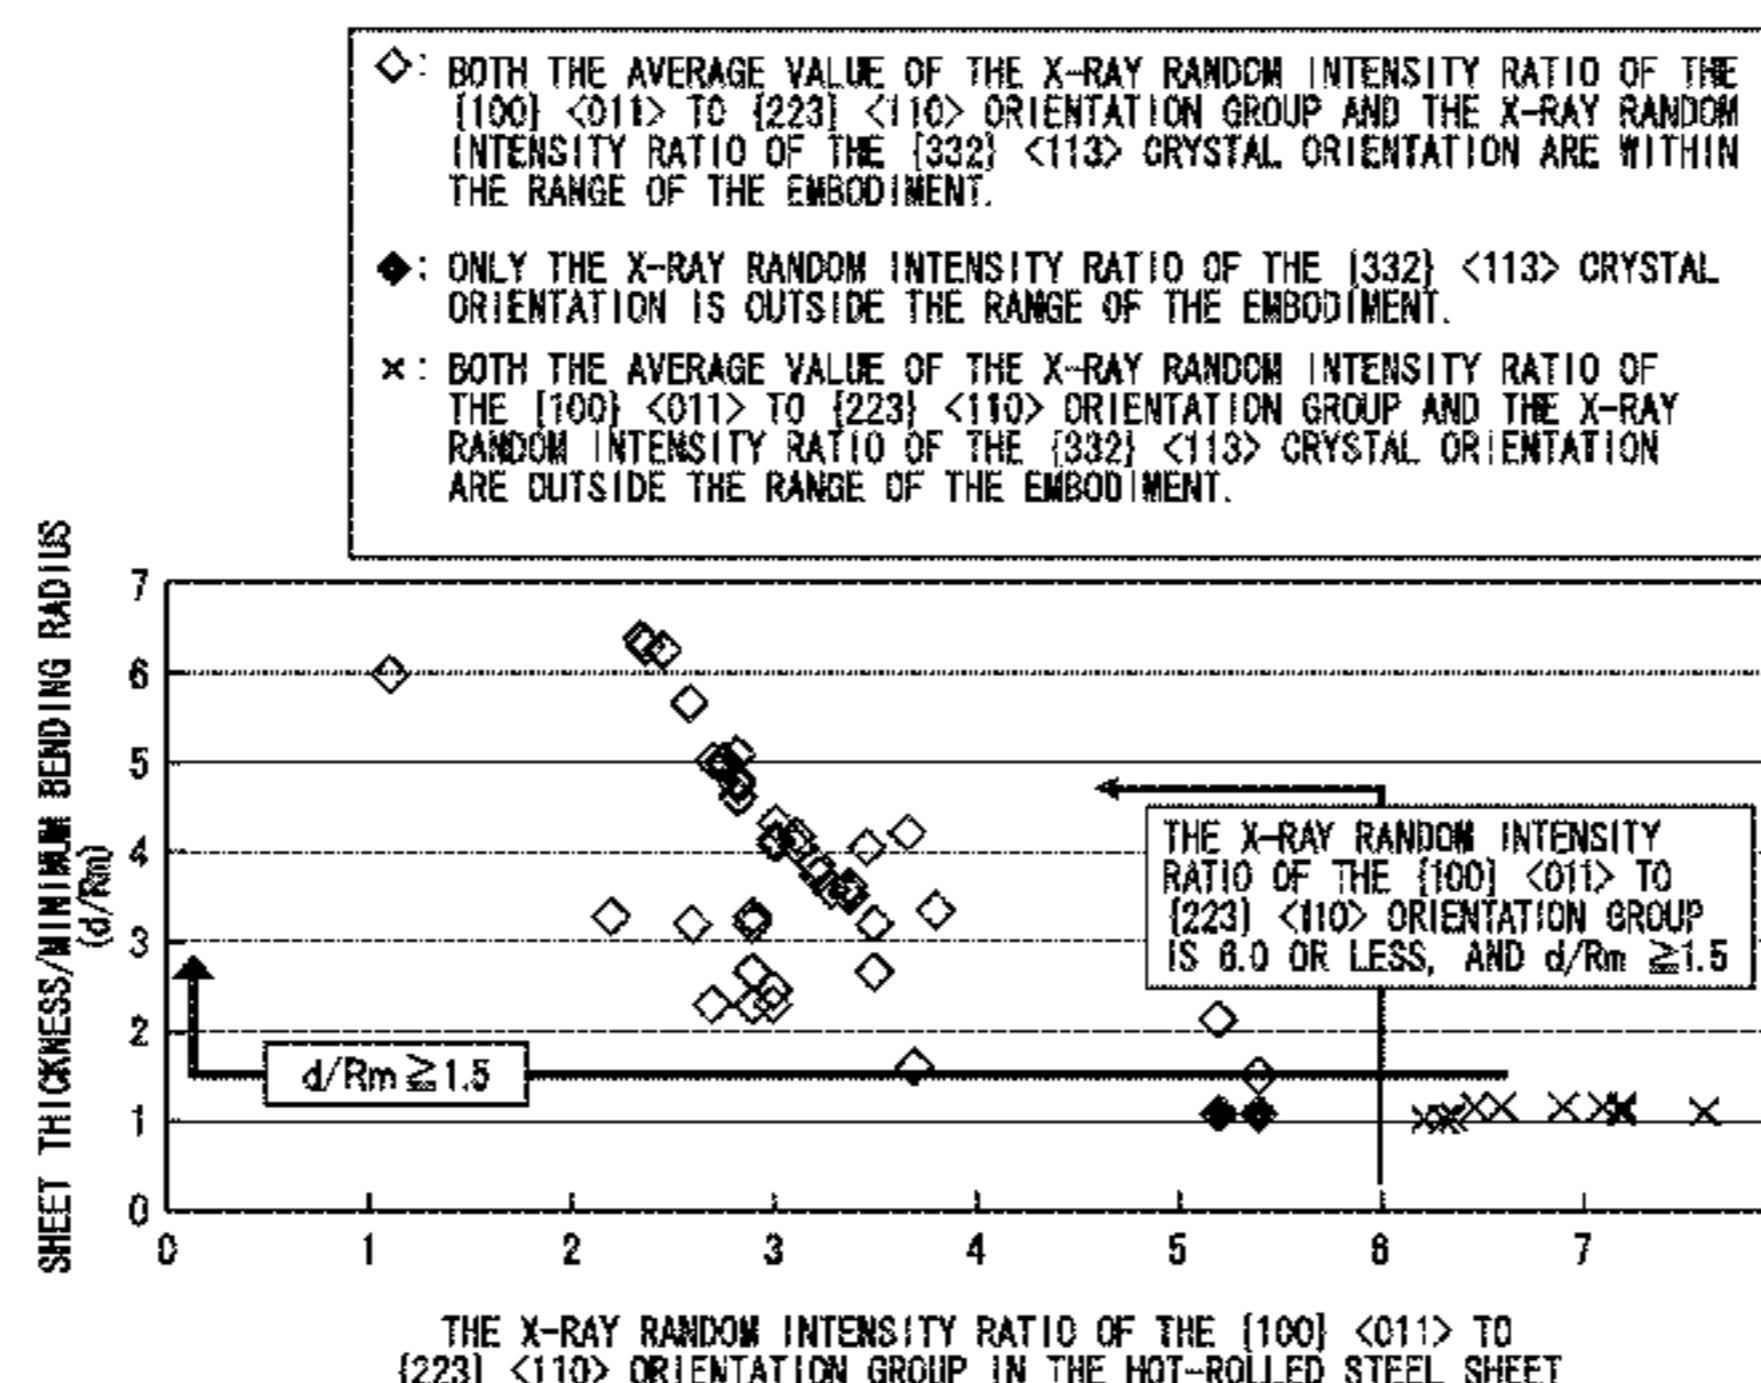 ◇: BOTH THE AVERAGE VALUE OF THE X-RAY RANDOM INTENSITY RATIO OF THE
{100} <011> TO {223} <110> ORIENTATION GROUP AND THE X-RAY RANDOM
INTENSITY RATIO OF THE {332} <113> CRYSTAL ORIENTATION ARE WITHIN
THE RANGE OF THE EMBODIMENT.
◆: ONLY THE X-RAY RANDOM INTENSITY RATIO OF THE {332} <113> CRYSTAL
ORIENTATION IS OUTSIDE THE RANGE OF THE EMBODIMENT.
×: BOTH THE AVERAGE VALUE OF THE X-RAY RANDOM INTENSITY RATIO OF
THE {100} <011> TO {223} <110> ORIENTATION GROUP AND THE X-RAY
RANDOM INTENSITY RATIO OF THE {332} <113> CRYSTAL ORIENTATION
ARE OUTSIDE THE RANGE OF THE EMBODIMENT.
SHEET THICKNESS/MINIMUM BENDING RADIUS
(d/Rm)
7
6
5
4
3
2
1
0
THE X-RAY RANDOM INTENSITY
RATIO OF THE {100} <011> TO
{223} <110> ORIENTATION GROUP
IS 6.0 OR LESS, AND d/Rm ≧1.5
d/Rm ≧1.5
0 1 2 3 4 5 6 7
THE X-RAY RANDOM INTENSITY RATIO OF THE {100} <011> TO
{223} <110> ORIENTATION GROUP IN THE HOT-ROLLED STEEL SHEET